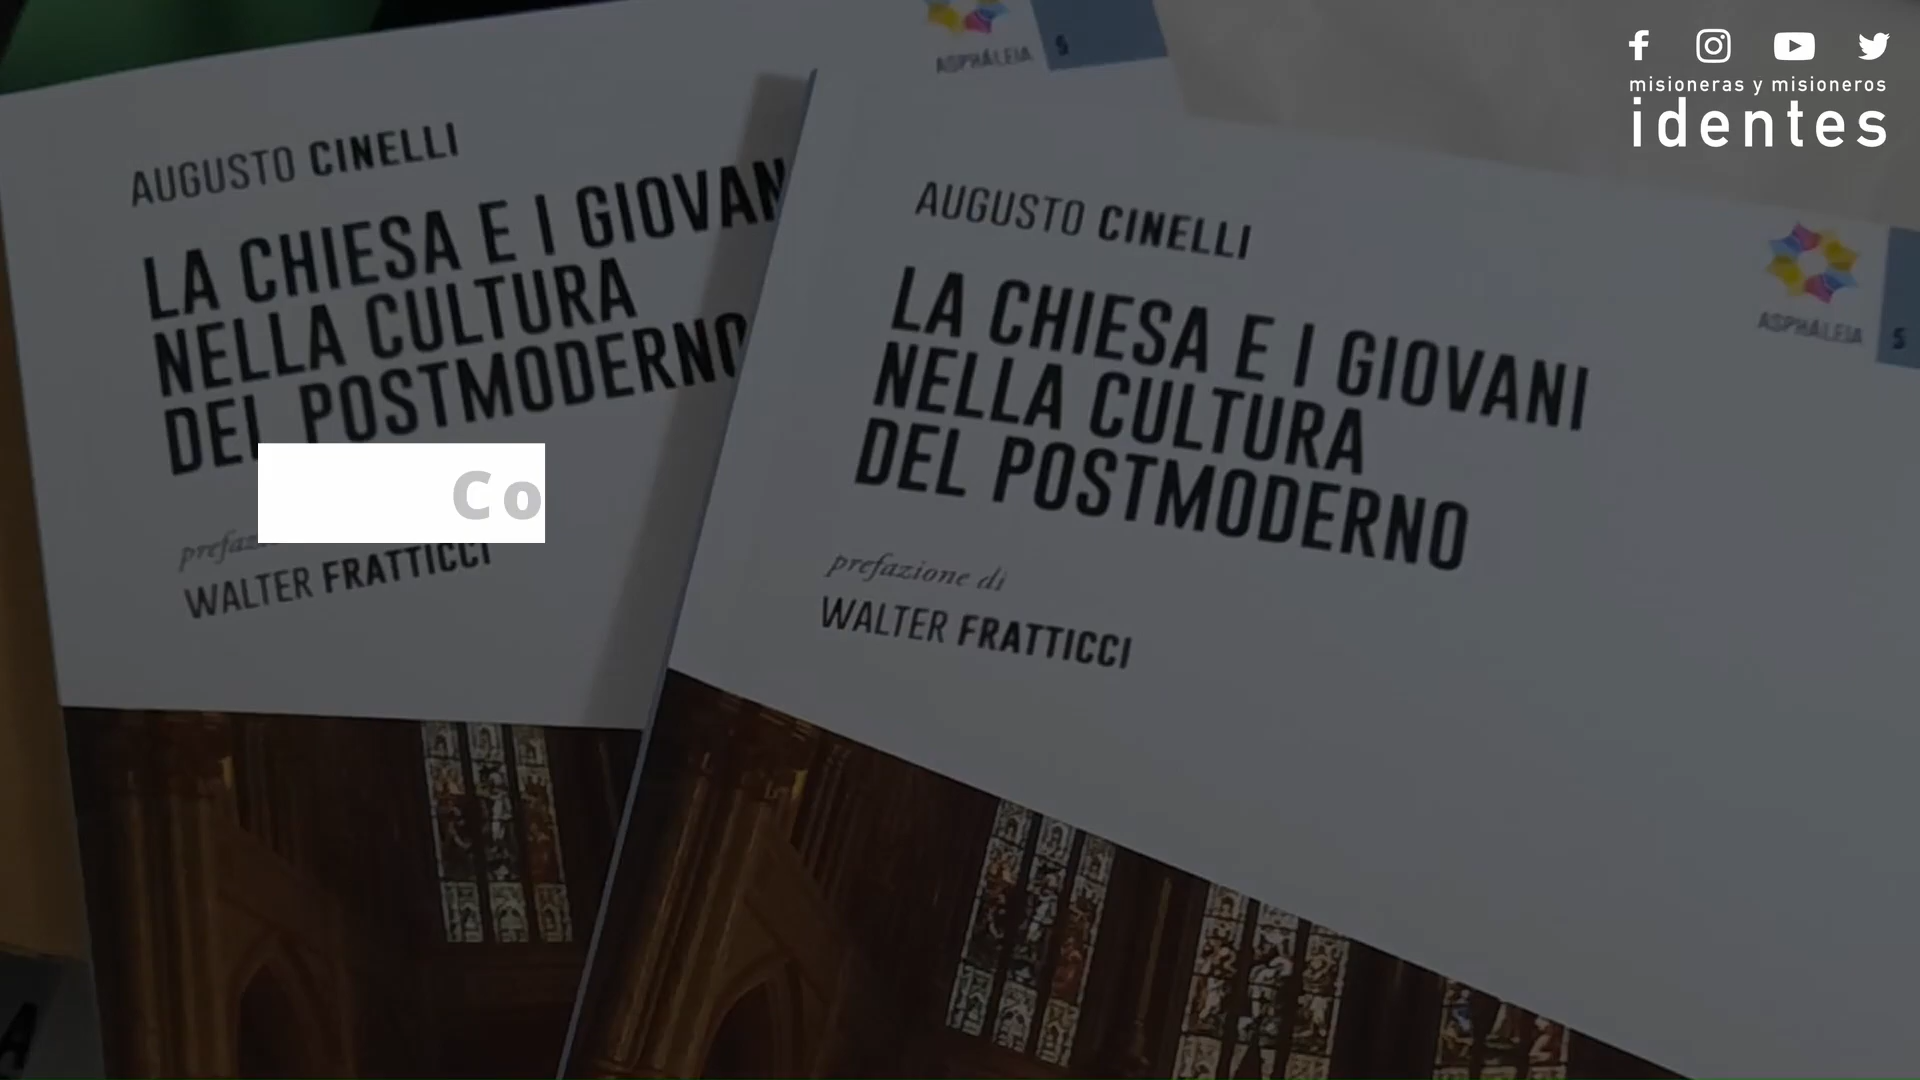 misioneras y misioneros
identes
ASPHALEIA
S
AUGUSTO CINELLI
LA CHIESA E I GIOVAN
NELLA CULTURA
DEL POSTMODERNO
Co
WALTER FRATTICCI
AUGUSTO CINELLI
LA CHIESA E I GIOVANI
NELLA CULTURA
DEL POSTMODERNO
prefazione di
WALTER FRATTICCI
ASPHALEIA
S